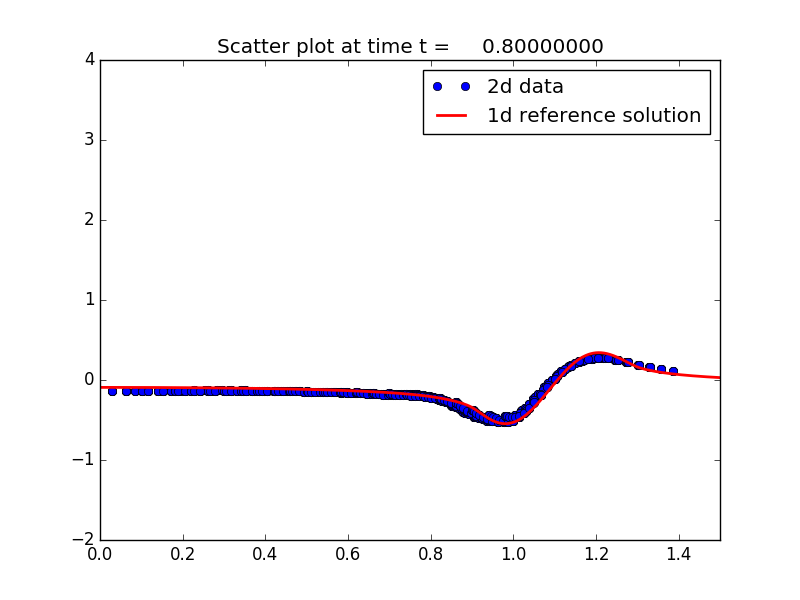 Scatter plot at time t = 0.80000000
2d data
1d reference solution
4
3
2
1
0
−1
−2
0.0 0.2 0.4 0.6 0.8 1.0 1.2 1.4